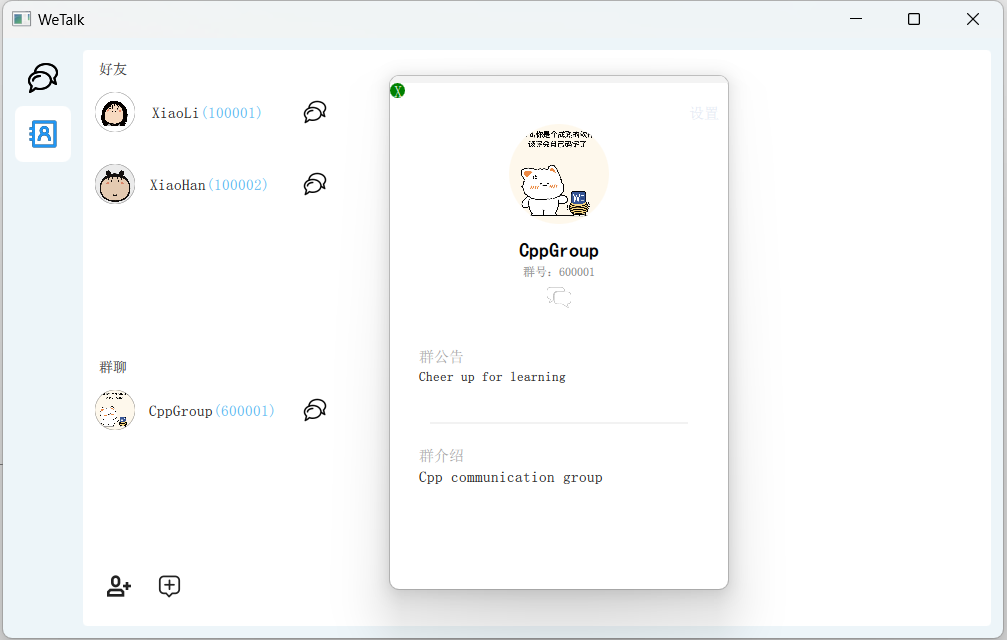 WeTalk
好友
XiaoLi(100001)
XiaoHan(100002)
群聊
CppGroup(600001)
X
设置
CppGroup
群号: 600001
群公告
Cheer up for learning
群介绍
Cpp communication group